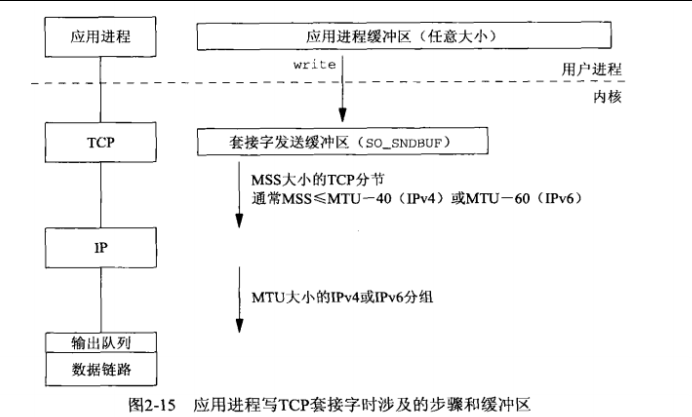 应用进程
应用进程缓冲区（任意大小）
write
用户进程
内核
TCP
套接字发送缓冲区（SO_SNDBUF）
MSS大小的TCP分节
通常MSS≤MTU－40（IPv4）或MTU－60（IPv6）
IP
MTU大小的IPv4或IPv6分组
输出队列
数据链路
图2-15 应用进程写TCP套接字时涉及的步骤和缓冲区